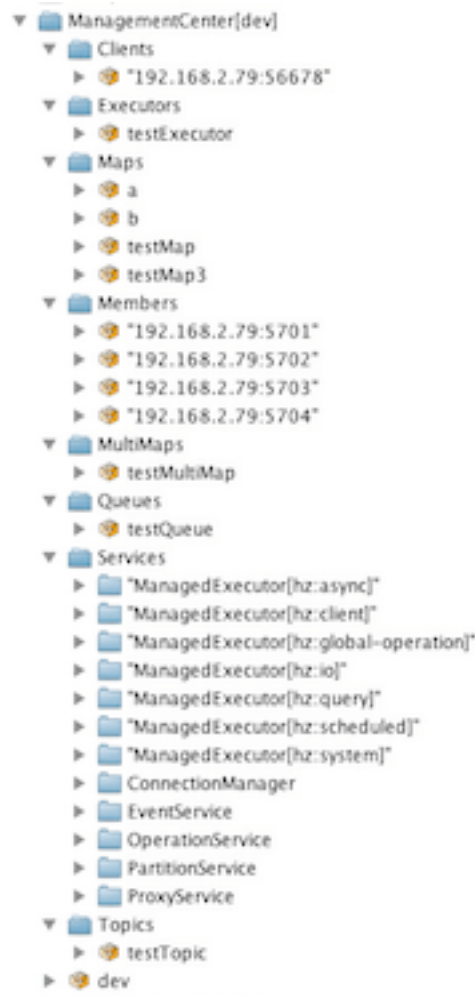 ManagementCenter[dev]
Clients
"192.168.2.79:56678"
Executors
testExecutor
Maps
a
b
testMap
testMap3
Members
"192.168.2.79:5701"
"192.168.2.79:5702"
"192.168.2.79:5703"
"192.168.2.79:5704"
MultiMaps
testMultiMap
Queues
testQueue
Services
"ManagedExecutor[hz:async]"
"ManagedExecutor[hz:client]"
"ManagedExecutor[hz:global-operation]"
"ManagedExecutor[hz:io]"
"ManagedExecutor[hz:query]"
"ManagedExecutor[hz:scheduled]"
"ManagedExecutor[hz:system]"
ConnectionManager
EventService
OperationService
PartitionService
ProxyService
Topics
testTopic
dev